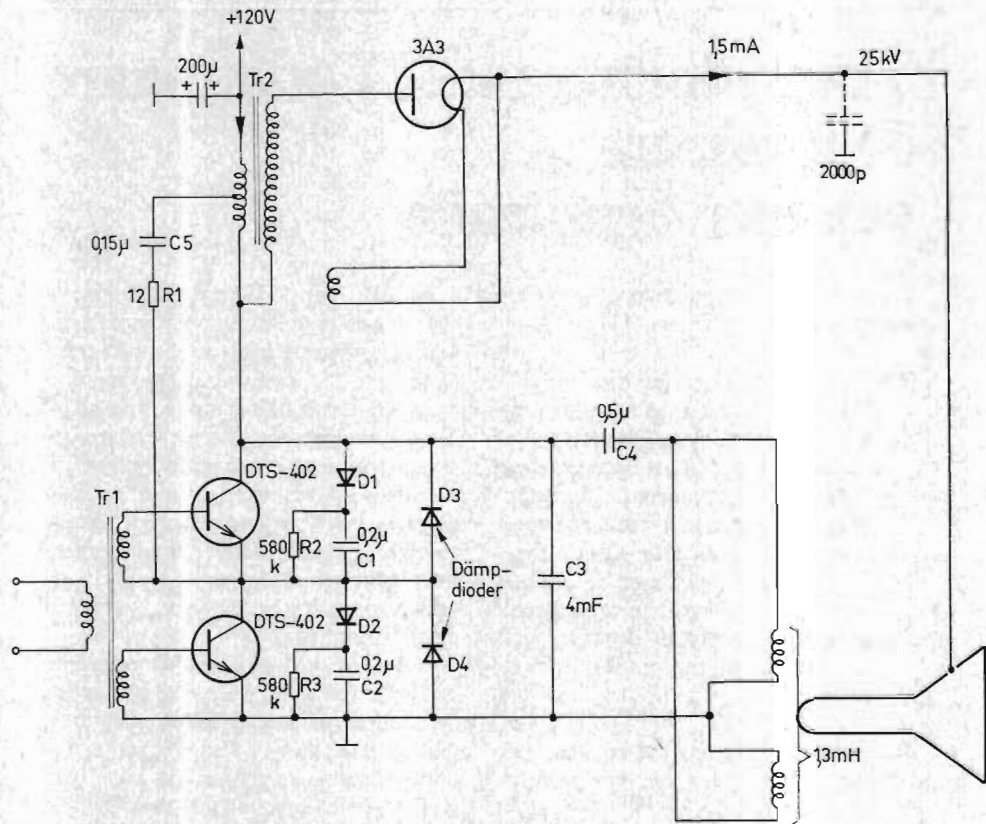 +120V
200µ
+ +
Tr2
3A3
1,5mA
25kV
2000p
0,15µ
C5
12
R1
DTS-402
Tr1
D1
D3
0,5µ
C4
580
k
R2
0,2µ
C1
Dämp-
dioder
C3
4mF
DTS-402
D2
D4
580
k
R3
0,2µ
C2
1,3mH